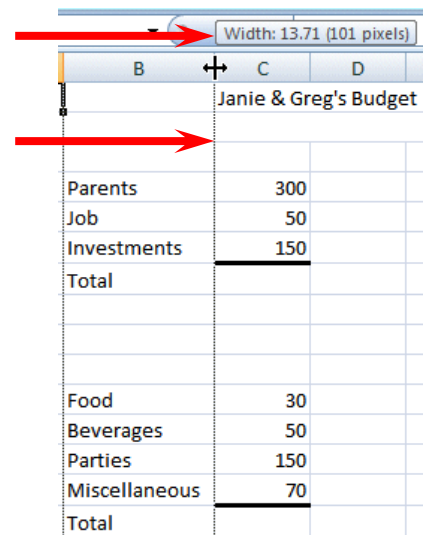 Width: 13.71 (101 pixels)
B C D
Janie & Greg's Budget
Parents 300
Job 50
Investments 150
Total
Food 30
Beverages 50
Parties 150
Miscellaneous 70
Total